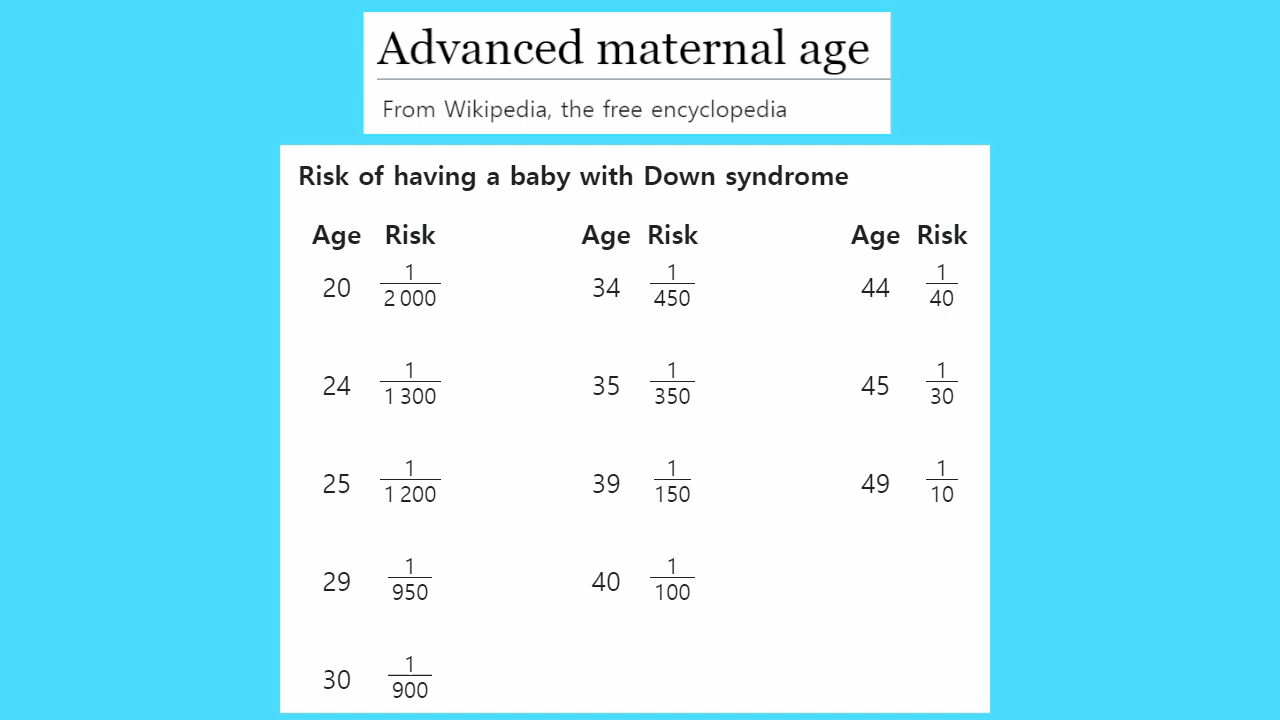 Advanced maternal age
From Wikipedia, the free encyclopedia
Risk of having a baby with Down syndrome
Age Risk Age Risk Age Risk
20 1/2 000 34 1/450 44 1/40
24 1/1 300 35 1/350 45 1/30
25 1/1 200 39 1/150 49 1/10
29 1/950 40 1/100
30 1/900